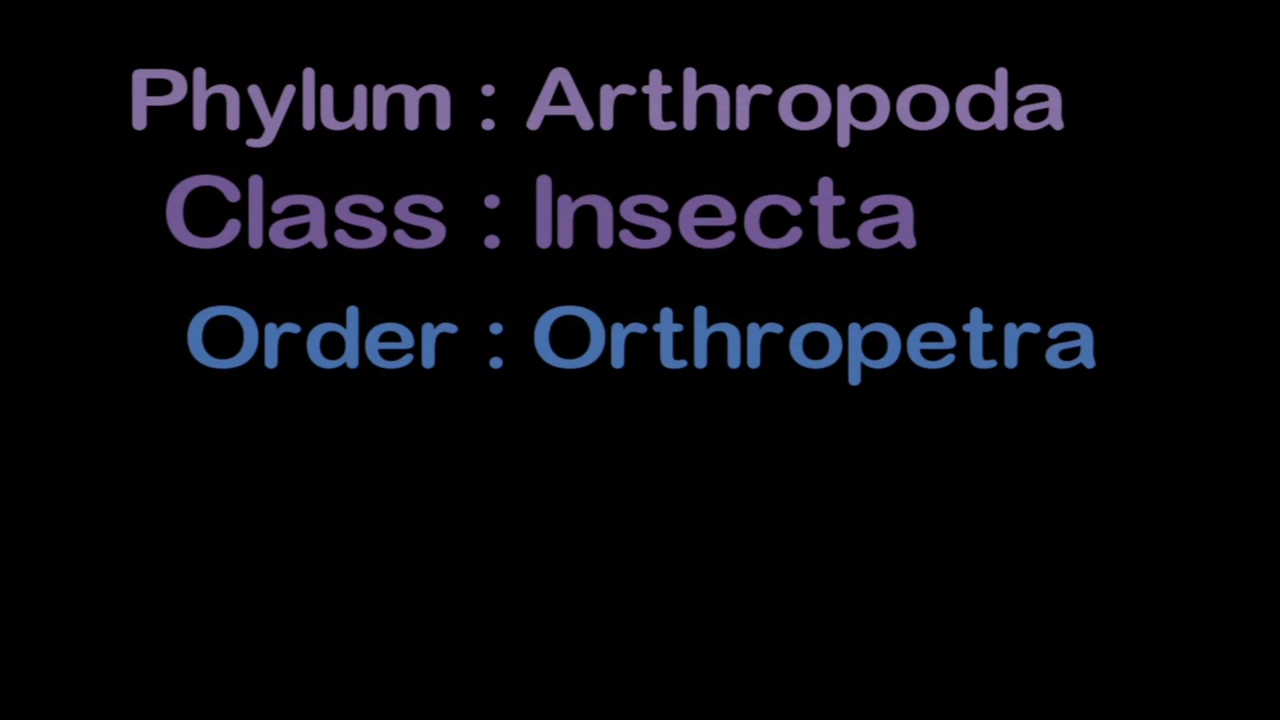 Phylum : Arthropoda
Class : Insecta
Order : Orthropetra